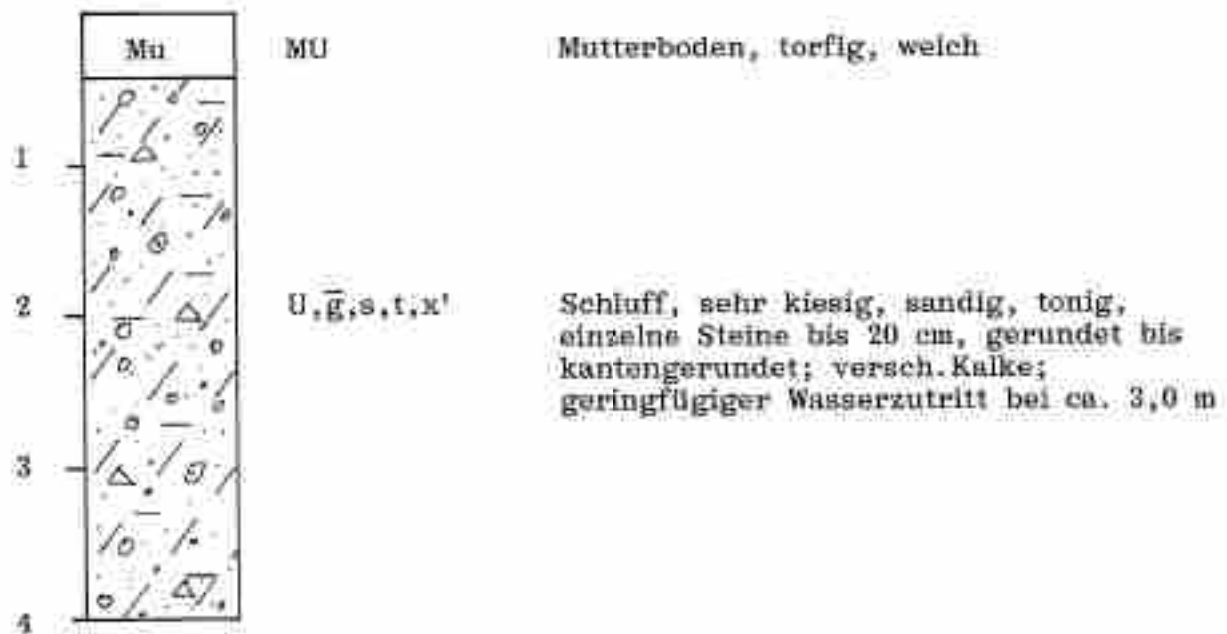 Mu MU Mutterboden, torfig, weich
1
2 U,g̅,s,t,x' Schluff, sehr kiesig, sandig, tonig,
einzelne Steine bis 20 cm, gerundet bis
kantengerundet; versch.Kalke;
geringfügiger Wasserzutritt bei ca. 3,0 m
3
4